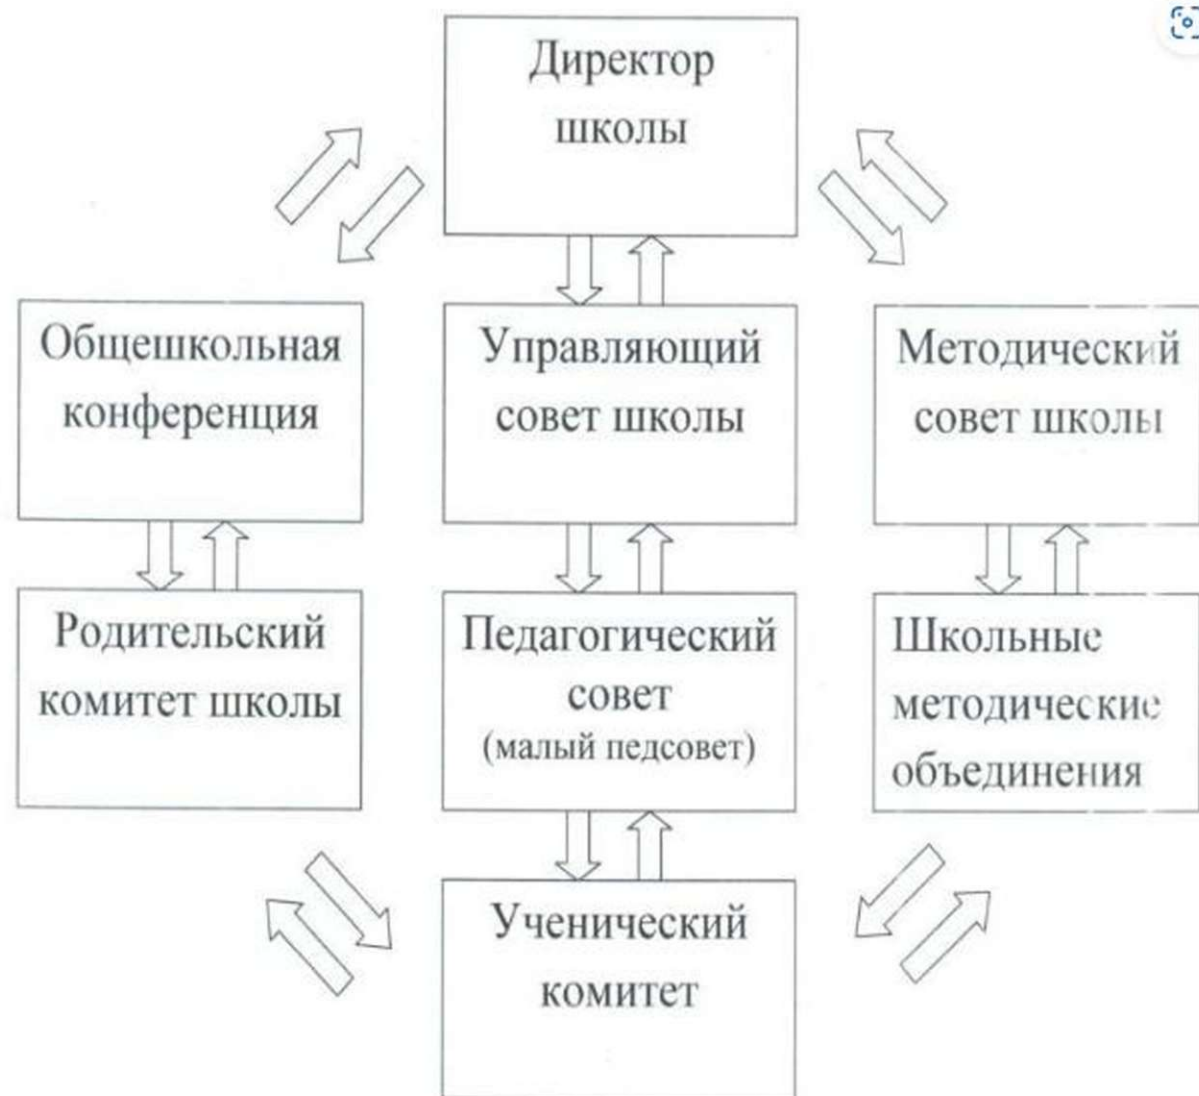 Директор
школы
Общешкольная
конференция
Управляющий
совет школы
Методический
совет школы
Родительский
комитет школы
Педагогический
совет
(малый педсовет)
Школьные
методические
объединения
Ученический
комитет